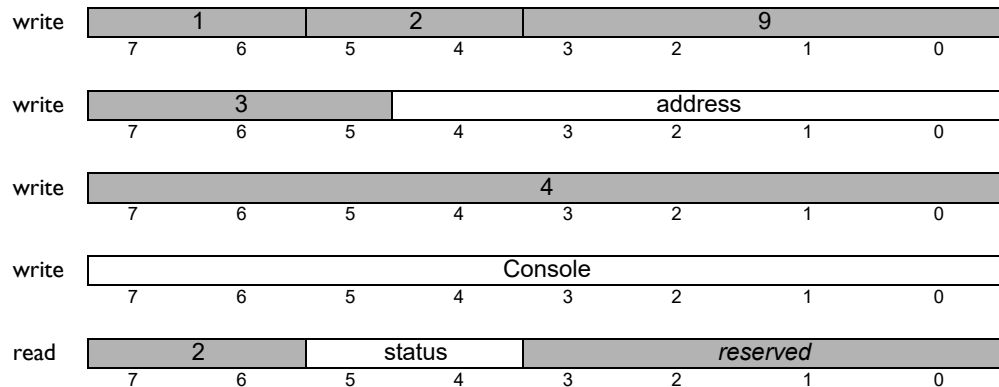 write 1 2 9
7 6 5 4 3 2 1 0
write 3 address
7 6 5 4 3 2 1 0
write 4
7 6 5 4 3 2 1 0
write Console
7 6 5 4 3 2 1 0
read 2 status reserved
7 6 5 4 3 2 1 0